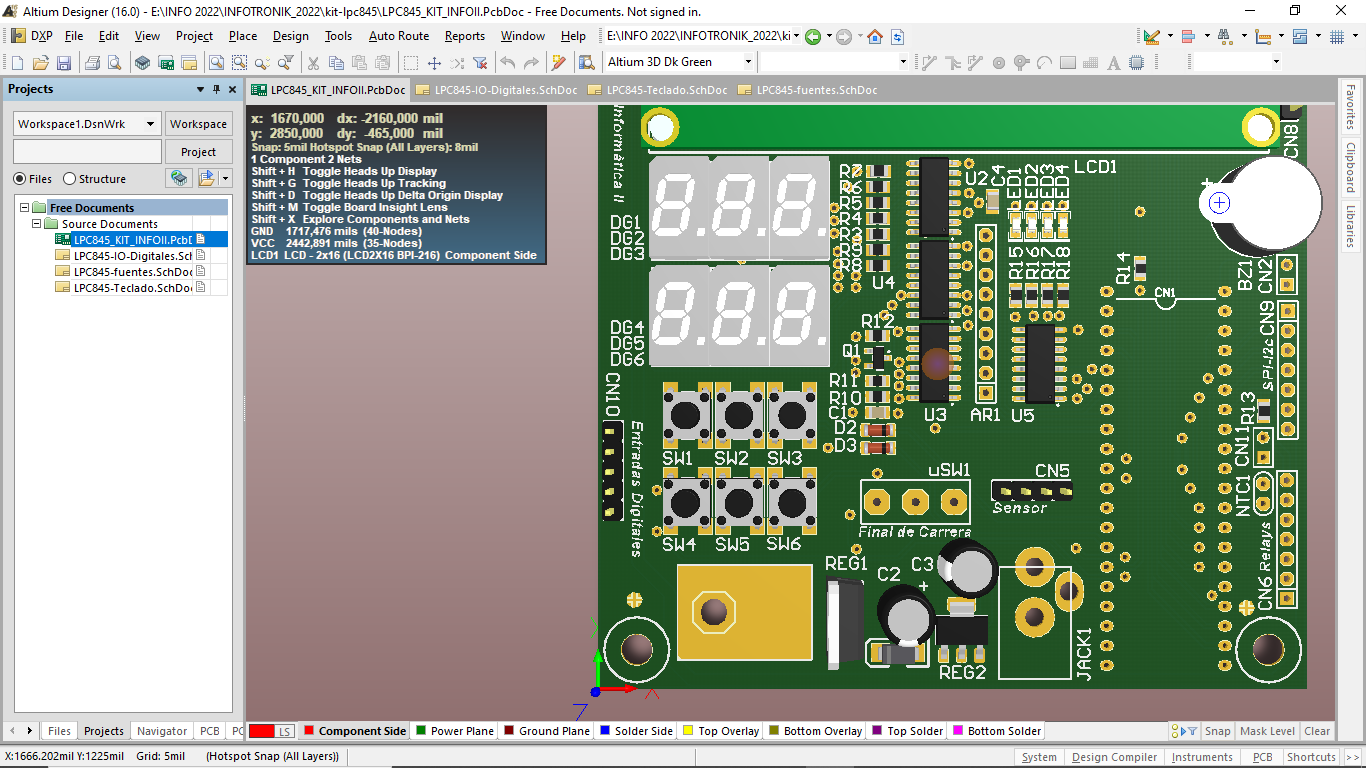 Altium Designer (16.0) - E:\INFO 2022\INFOTRONIK_2022\kit-lpc845\LPC845_KIT_INFOII.PcbDoc - Free Documents. Not signed in.
DXP File Edit View Project Place Design Tools Auto Route Reports Window Help E:\INFO 2022\INFOTRONIK_2022\ki
Altium 3D Dk Green
Projects
Workspace1.DsnWrk Workspace
Project
Files Structure
Free Documents
Source Documents
LPC845_KIT_INFOII.PcbD
LPC845-IO-Digitales.Sch
LPC845-fuentes.SchDoc
LPC845-Teclado.SchDoc
LPC845_KIT_INFOII.PcbDoc LPC845-IO-Digitales.SchDoc LPC845-Teclado.SchDoc LPC845-fuentes.SchDoc
x: 1670,000 dx: -2160,000 mil
y: 2850,000 dy: -465,000 mil
Snap: 5mil Hotspot Snap (All Layers): 8mil
1 Component 2 Nets
Shift + H Toggle Heads Up Display
Shift + G Toggle Heads Up Tracking
Shift + D Toggle Heads Up Delta Origin Display
Shift + M Toggle Board Insight Lens
Shift + X Explore Components and Nets
GND 1717,476 mils (40-Nodes)
VCC 2442,891 mils (35-Nodes)
LCD1 LCD - 2x16 (LCD2X16 BPI-216) Component Side
Informática II
DG1
DG2
DG3
DG4
DG5
DG6
R7
R6
R5
R4
R3
R8
U4
U2
C4
LED1
LED2
LED3
LED4
LCD1
CN8
R15
R16
R17
R18
R14
CN1
BZ1
CN2
CN9
SPI-I2c
R12
Q1
R11
R10
C1
D2
D3
U3
AR1
U5
R13
CN11
NTC1
CN10
Entradas Digitales
SW1 SW2 SW3
SW4 SW5 SW6
uSW1
Final de Carrera
CN5
Sensor
CN6 Relays
REG1
C2
C3
+
REG2
JACK1
Favorites
Clipboard
Libraries
Files Projects Navigator PCB PC
LS Component Side Power Plane Ground Plane Solder Side Top Overlay Bottom Overlay Top Solder Bottom Solder
Snap Mask Level Clear
X:1666.202mil Y:1225mil Grid: 5mil (Hotspot Snap (All Layers))
System Design Compiler Instruments PCB Shortcuts >>